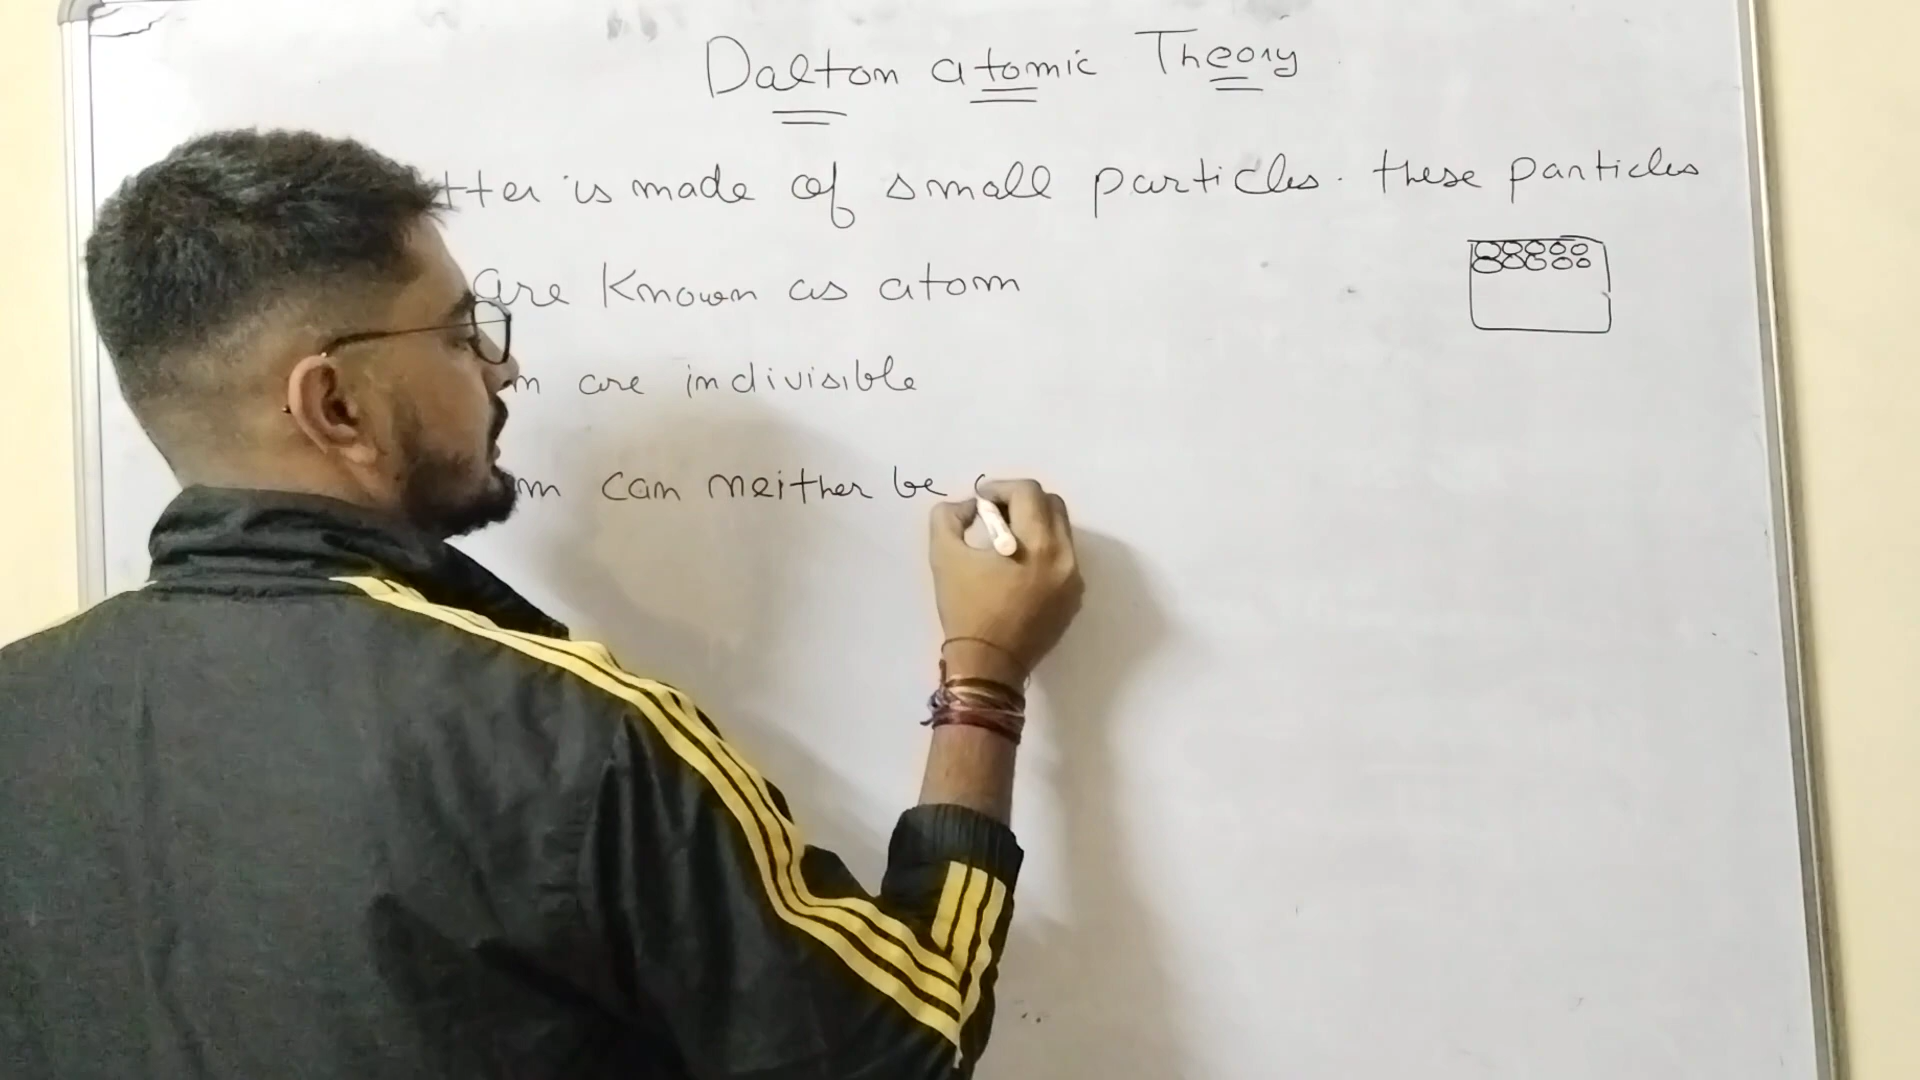 Dalton atomic Theory
is made of small particles. these particles
are known as atom
are indivisible
can neither be